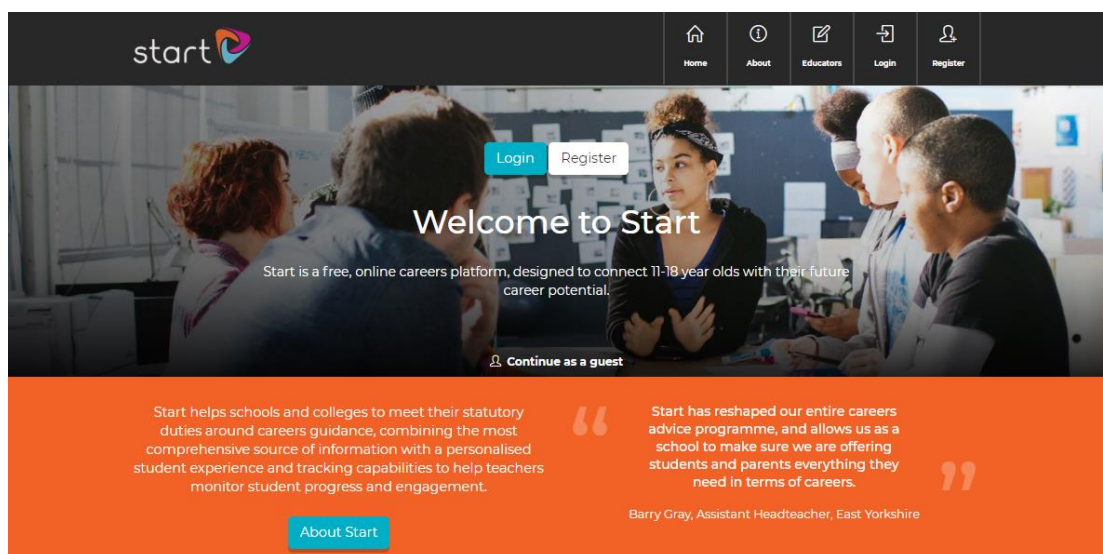 start
Home
About
Educators
Login
Register
Login
Register
Welcome to Start
Start is a free, online careers platform, designed to connect 11-18 year olds with their future
career potential.
Continue as a guest
Start helps schools and colleges to meet their statutory
duties around careers guidance, combining the most
comprehensive source of information with a personalised
student experience and tracking capabilities to help teachers
monitor student progress and engagement.
About Start
“
Start has reshaped our entire careers
advice programme, and allows us as a
school to make sure we are offering
students and parents everything they
need in terms of careers.
”
Barry Gray, Assistant Headteacher, East Yorkshire